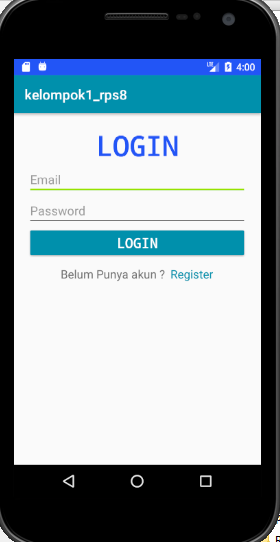 4:00
kelompok1_rps8
LOGIN
Email
Password
LOGIN
Belum Punya akun ? Register